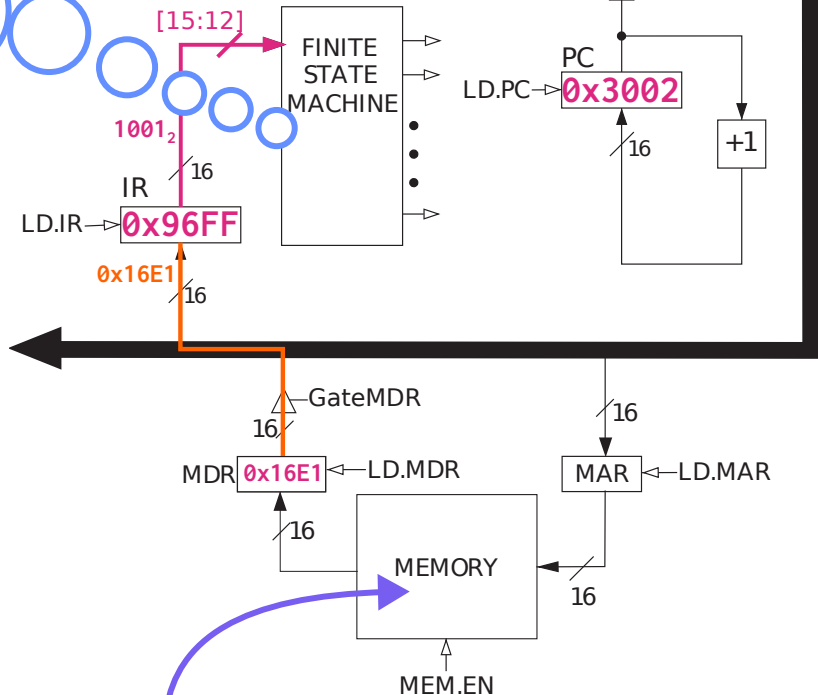 [15:12]
FINITE
STATE
MACHINE
PC
LD.PC
0x3002
+1
16
1001₂
16
IR
LD.IR
0x96FF
0x16E1
16
GateMDR
16
16
MDR
0x16E1
LD.MDR
MAR
LD.MAR
16
MEMORY
16
MEM.EN